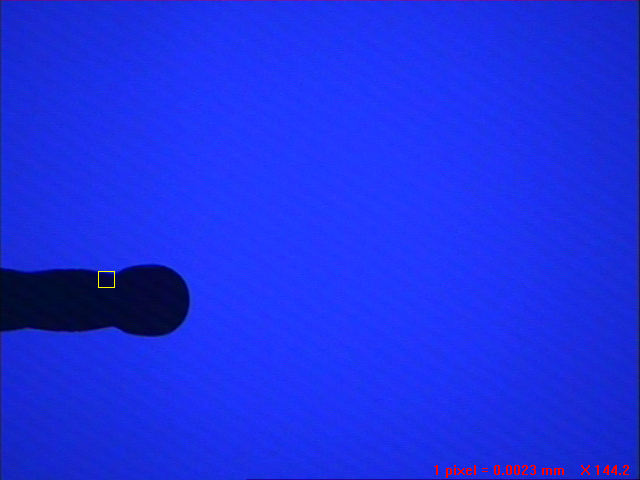 1 pixel = 0.0023 mm X 144.2